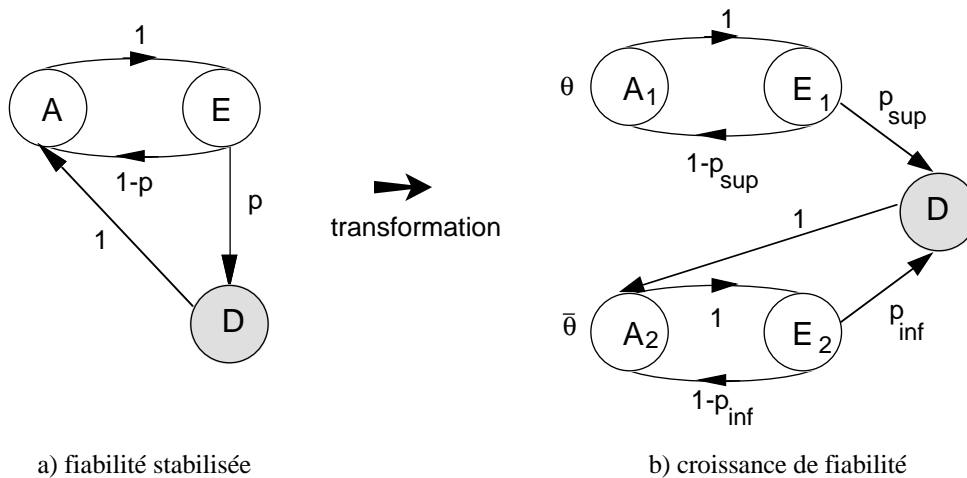 1
A
E
1-p
p
1
D
transformation
1
θ
A1
E1
psup
1-psup
D
1
θ̄
A2
1
E2
pinf
1-pinf
a) fiabilité stabilisée
b) croissance de fiabilité